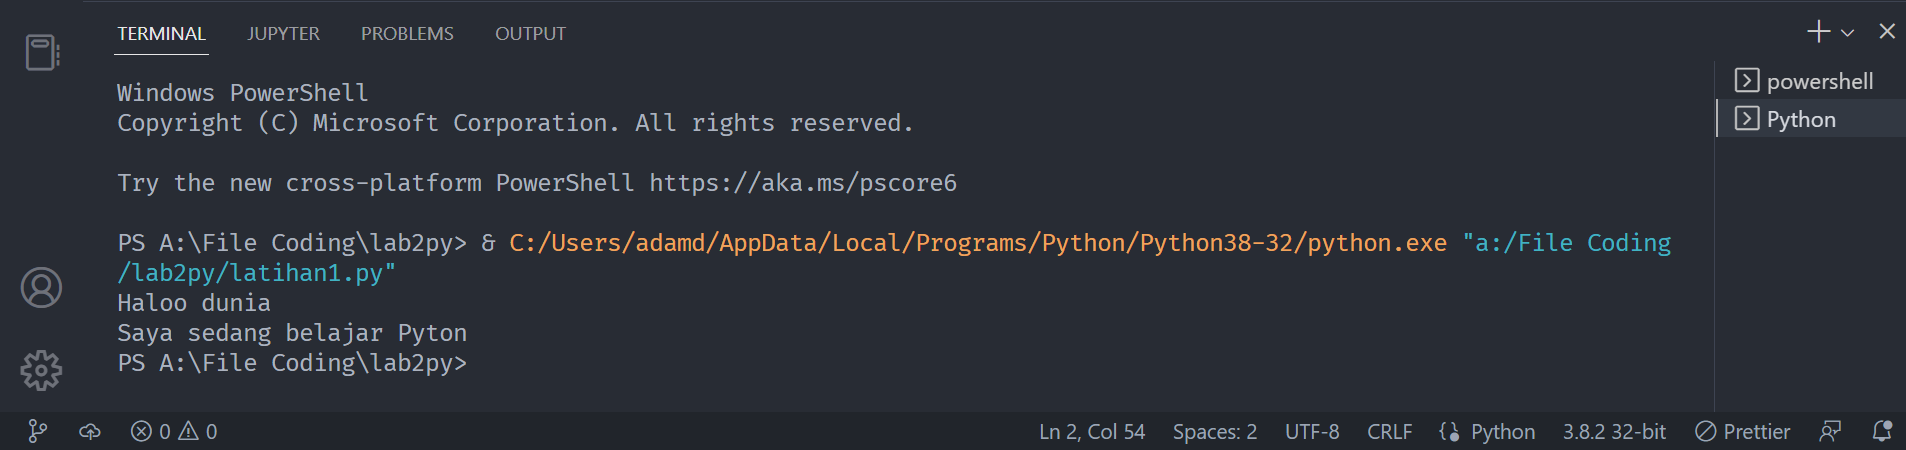 TERMINAL JUPYTER PROBLEMS OUTPUT
Windows PowerShell
Copyright (C) Microsoft Corporation. All rights reserved.
Try the new cross-platform PowerShell https://aka.ms/pscore6
PS A:\File Coding\lab2py> & C:/Users/adamd/AppData/Local/Programs/Python/Python38-32/python.exe "a:/File Coding
/lab2py/latihan1.py"
Haloo dunia
Saya sedang belajar Pyton
PS A:\File Coding\lab2py>
powershell
Python
0 0 Ln 2, Col 54 Spaces: 2 UTF-8 CRLF Python 3.8.2 32-bit Prettier